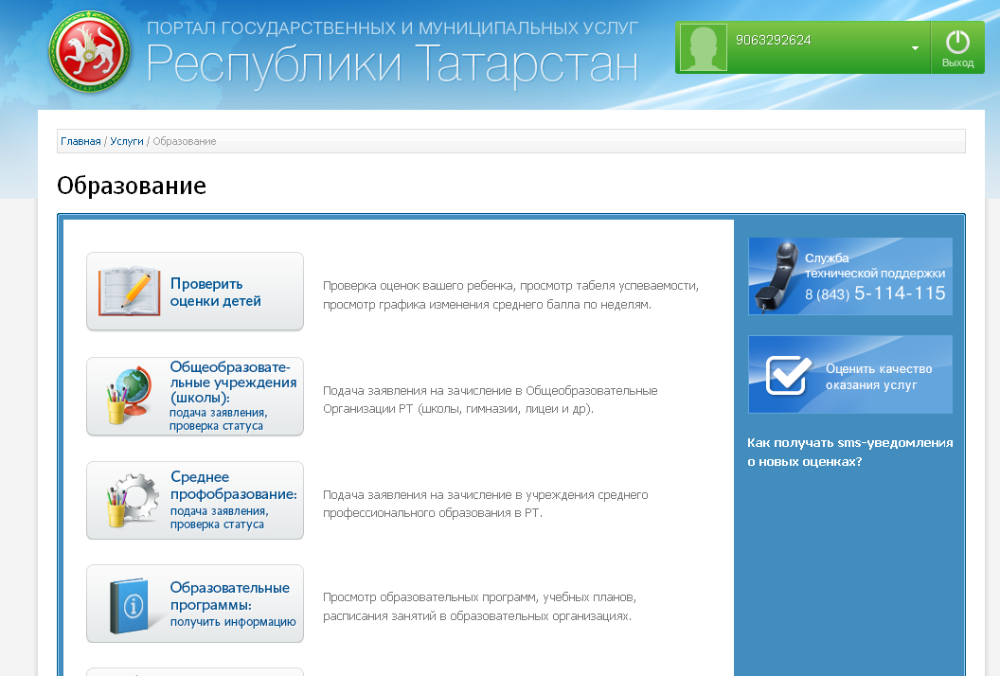 ПОРТАЛ ГОСУДАРСТВЕННЫХ И МУНИЦИПАЛЬНЫХ УСЛУГ
Республики Татарстан
9063292624
Выход
Главная / Услуги / Образование
Образование
Проверить
оценки детей
Проверка оценок вашего ребенка, просмотр табеля успеваемости,
просмотр графика изменения среднего балла по неделям.
Общеобразовате-
льные учреждения
(школы):
подача заявления,
проверка статуса
Подача заявления на зачисление в Общеобразовательные
Организации РТ (школы, гимназии, лицеи и др).
Среднее
профобразование:
подача заявления,
проверка статуса
Подача заявления на зачисление в учреждения среднего
профессионального образования в РТ.
Образовательные
программы:
получить информацию
Просмотр образовательных программ, учебных планов,
расписания занятий в образовательных организациях.
Служба
технической поддержки
8 (843) 5-114-115
Оценить качество
оказания услуг
Как получать sms-уведомления
о новых оценках?